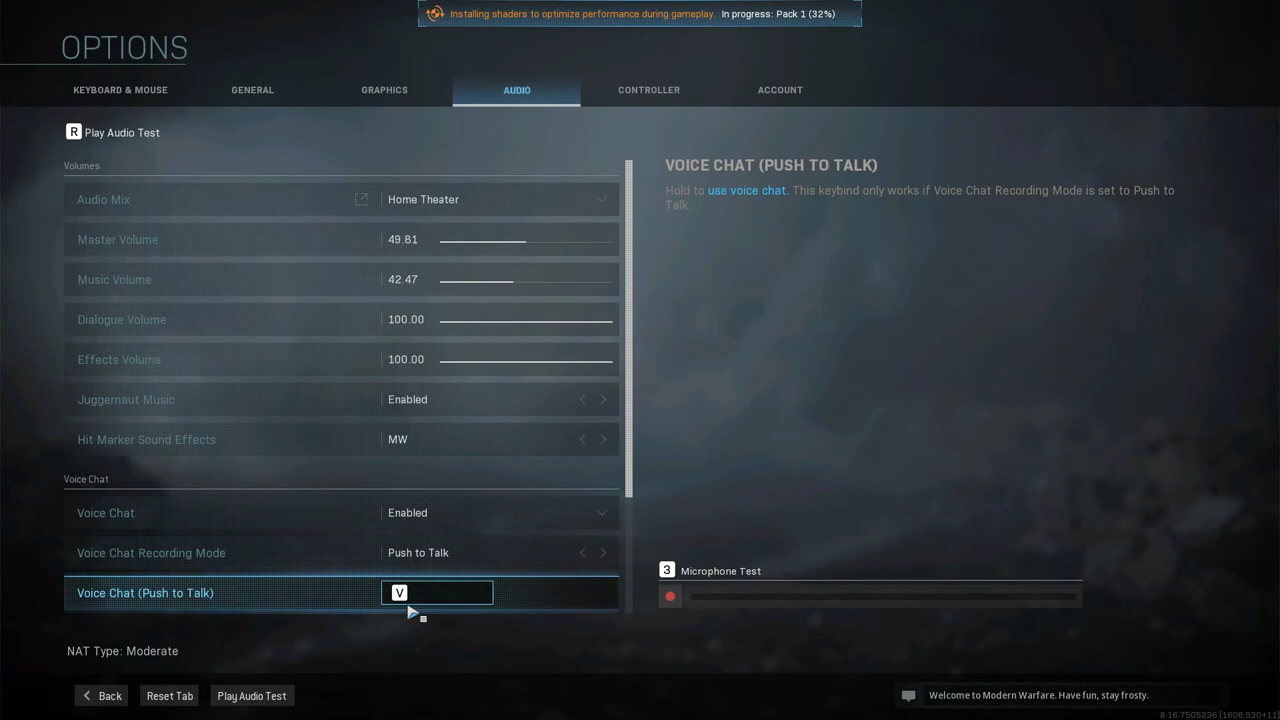 Installing shaders to optimize performance during gameplay. In progress: Pack 1 (32%)
OPTIONS
KEYBOARD & MOUSE GENERAL GRAPHICS AUDIO CONTROLLER ACCOUNT
R Play Audio Test
Volumes
Audio Mix Home Theater
Master Volume 49.81
Music Volume 42.47
Dialogue Volume 100.00
Effects Volume 100.00
Juggernaut Music Enabled
Hit Marker Sound Effects MW
Voice Chat
Voice Chat Enabled
Voice Chat Recording Mode Push to Talk
Voice Chat (Push to Talk) V
VOICE CHAT (PUSH TO TALK)
Hold to use voice chat. This keybind only works if Voice Chat Recording Mode is set to Push to
Talk.
3 Microphone Test
NAT Type: Moderate
Back Reset Tab Play Audio Test
Welcome to Modern Warfare. Have fun, stay frosty.
8.16.7505236 [1606:930+11]